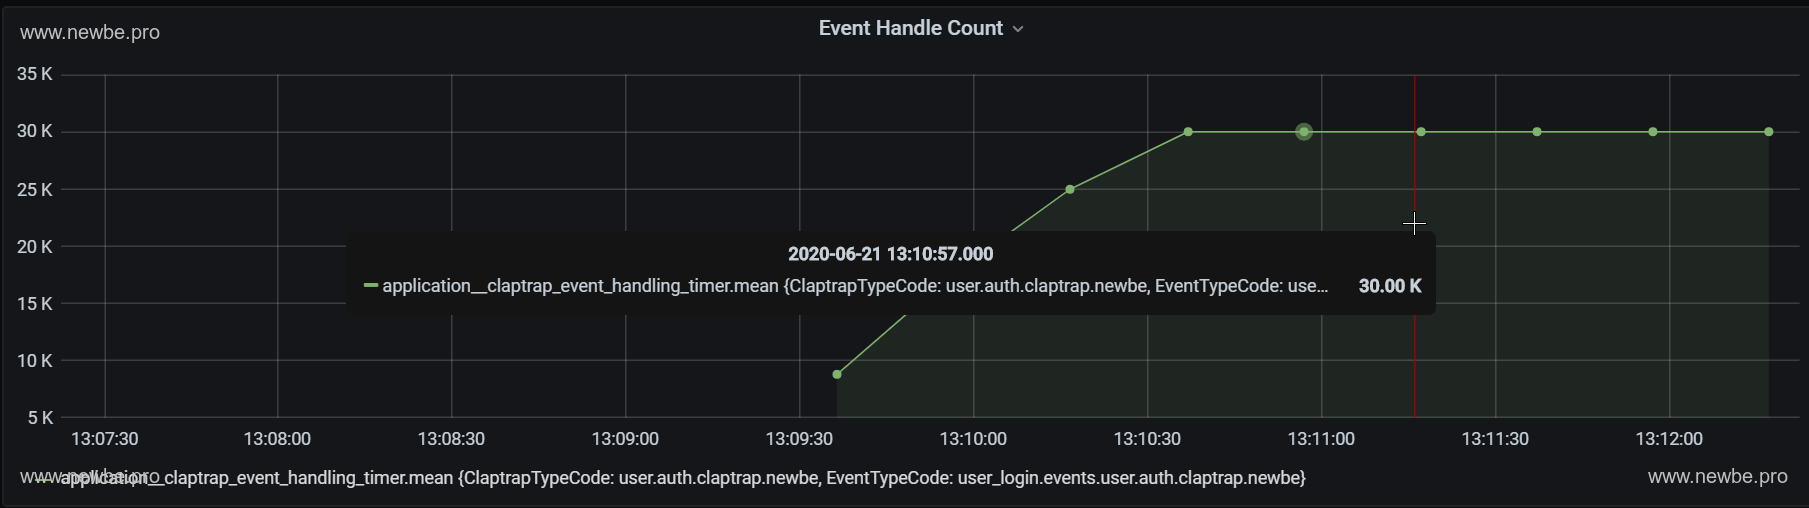 www.newbe.pro
Event Handle Count
35 K
30 K
25 K
20 K
15 K
10 K
5 K
2020-06-21 13:10:57.000
application__claptrap_event_handling_timer.mean {ClaptrapTypeCode: user.auth.claptrap.newbe, EventTypeCode: use... 30.00 K
13:07:30 13:08:00 13:08:30 13:09:00 13:09:30 13:10:00 13:10:30 13:11:00 13:11:30 13:12:00
www.newbe.pro
application__claptrap_event_handling_timer.mean {ClaptrapTypeCode: user.auth.claptrap.newbe, EventTypeCode: user_login.events.user.auth.claptrap.newbe}
www.newbe.pro